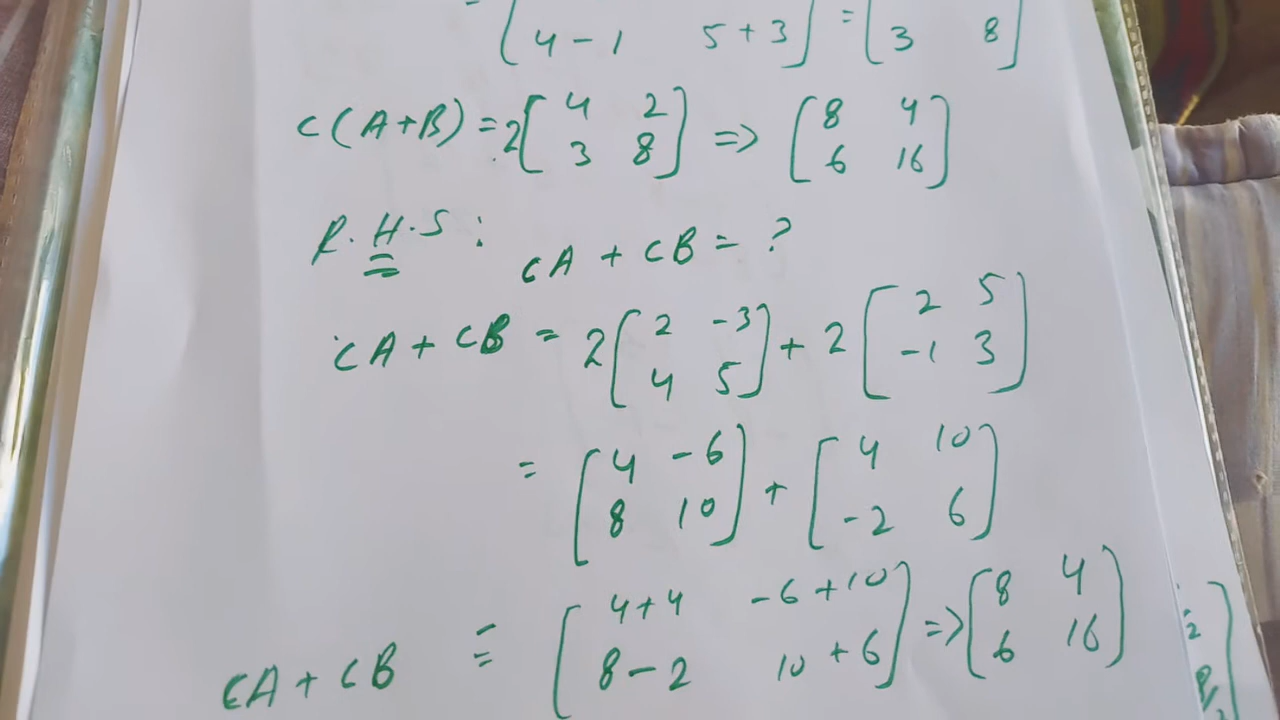 = [ 4 - 1 5 + 3 ] = [ 3 8 ]
C(A+B) = 2 [ 4 2 ] => [ 8 4 ]
[ 3 8 ] [ 6 16 ]
R.H.S : CA + CB = ?
CA + CB = 2 [ 2 -3 ] + 2 [ 2 5 ]
[ 4 5 ] [ -1 3 ]
= [ 4 -6 ] + [ 4 10 ]
[ 8 10 ] [ -2 6 ]
CA + CB = [ 4+4 -6+10 ] => [ 8 4 ]
[ 8-2 10+6 ] [ 6 16 ]